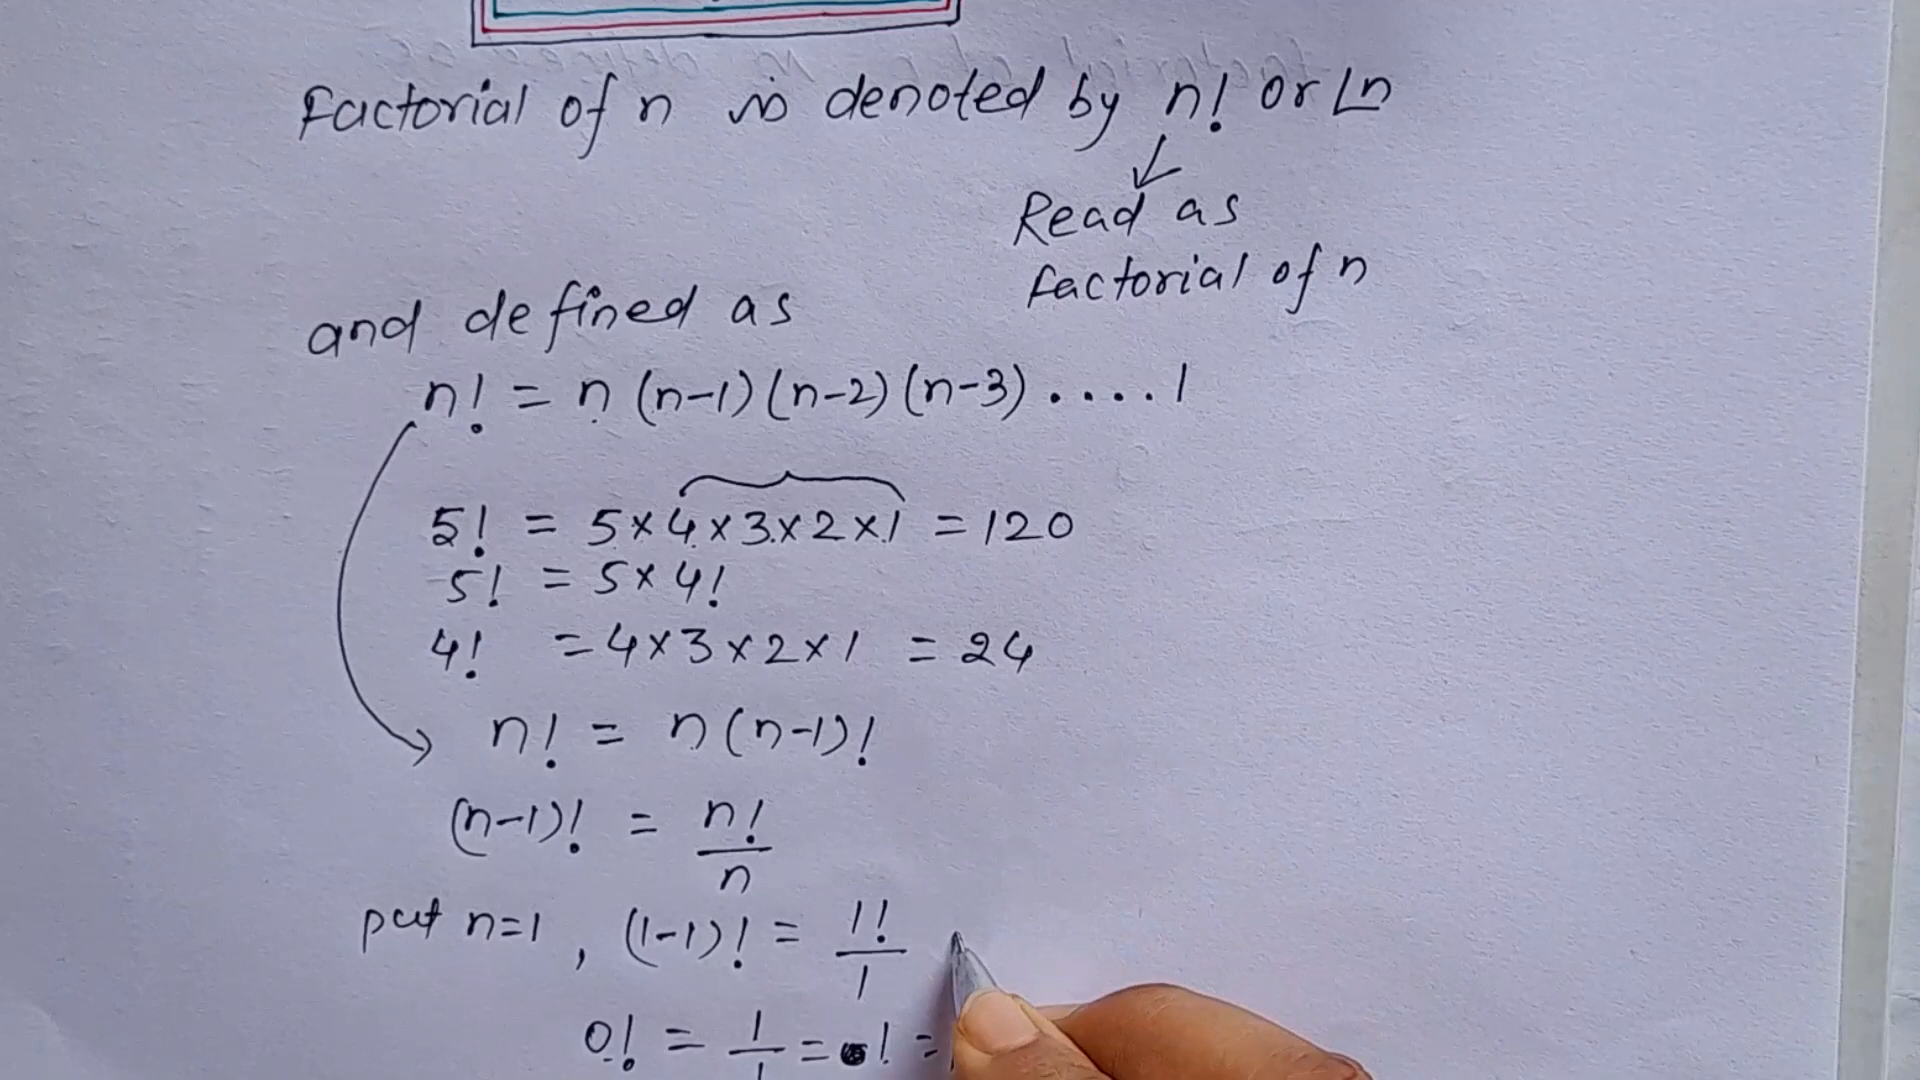 Factorial of n is denoted by n! or ∟n
Read as
factorial of n
and defined as
n! = n (n-1) (n-2) (n-3) ..... 1
5! = 5×4×3×2×1 = 120
5! = 5×4!
4! = 4×3×2×1 = 24
n! = n(n-1)!
(n-1)! = n!/n
put n=1, (1-1)! = 1!/1
0! = 1/1 = ! =